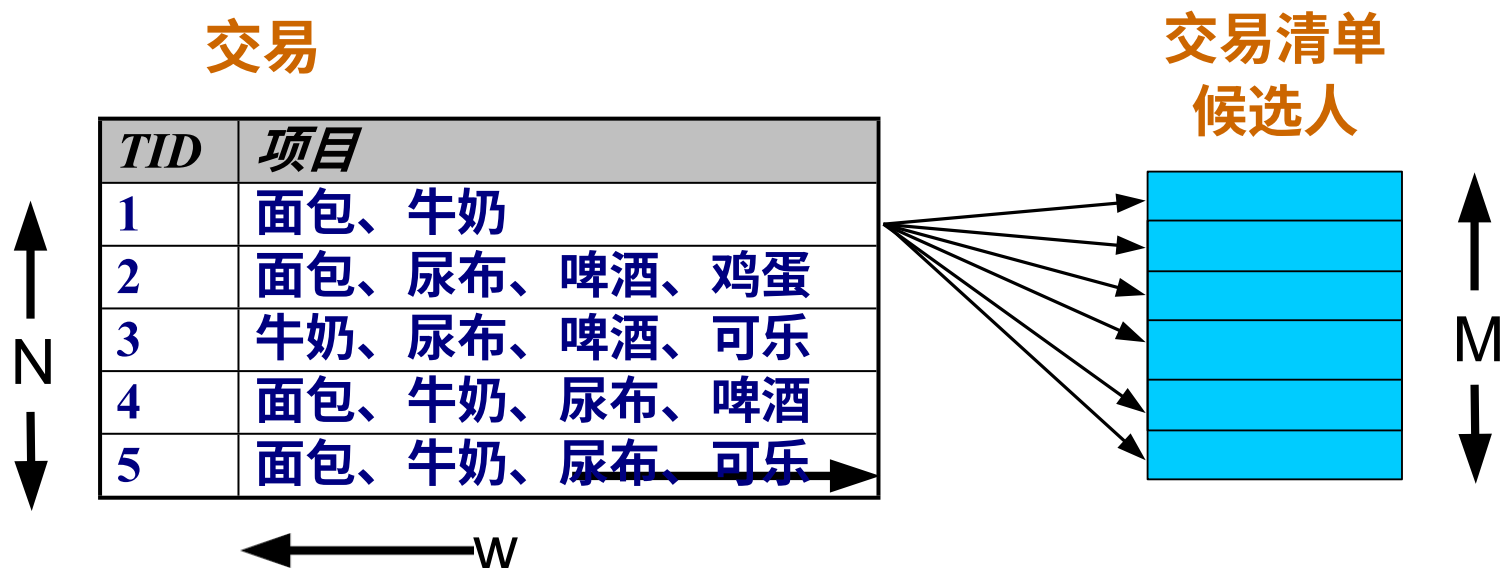 交易
交易清单
候选人
TID 项目
1 面包、牛奶
2 面包、尿布、啤酒、鸡蛋
3 牛奶、尿布、啤酒、可乐
4 面包、牛奶、尿布、啤酒
5 面包、牛奶、尿布、可乐
N
M
w